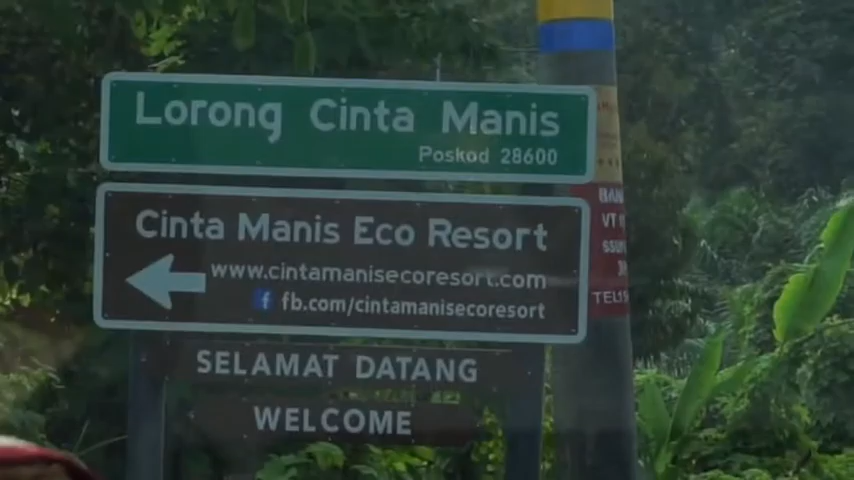 Lorong Cinta Manis
Poskod 28600
Cinta Manis Eco Resort
www.cintamanisecoresort.com
fb.com/cintamanisecoresort
SELAMAT DATANG
WELCOME